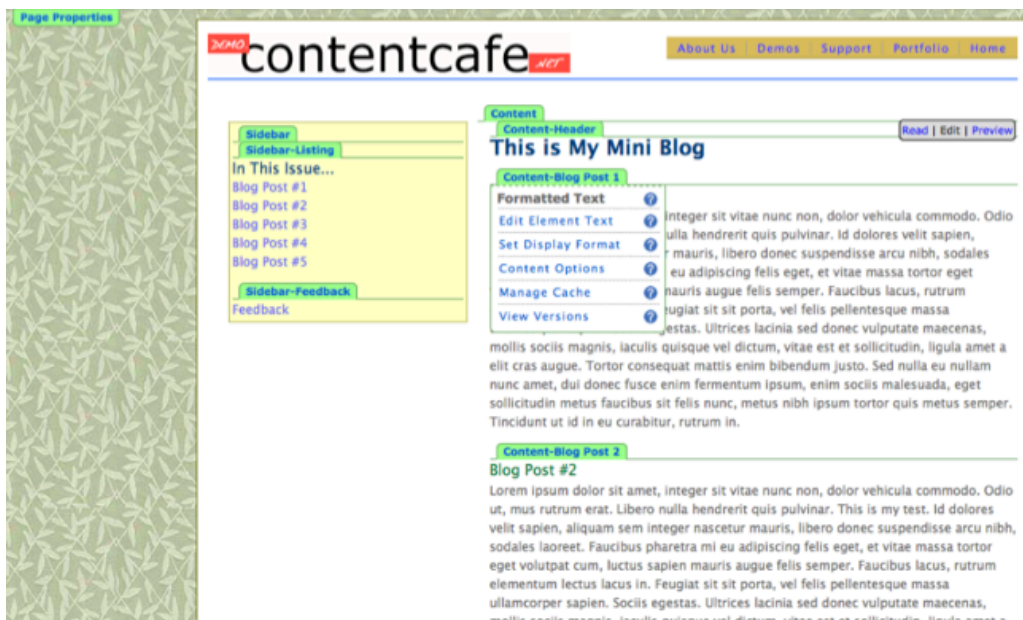 Page Properties
DEMO contentcafe .NET
About Us Demos Support Portfolio Home
Content
Sidebar
Content-Header
Read | Edit | Preview
Sidebar-Listing
This is My Mini Blog
In This Issue...
Content-Blog Post 1
Blog Post #1
Blog Post #2
Blog Post #3
Blog Post #4
Blog Post #5
Sidebar-Feedback
Feedback
Formatted Text
Edit Element Text
Set Display Format
Content Options
Manage Cache
View Versions
integer sit vitae nunc non, dolor vehicula commodo. Odio
ulla hendrerit quis pulvinar. Id dolores velit sapien,
mauris, libero donec suspendisse arcu nibh, sodales
eu adipiscing felis eget, et vitae massa tortor eget
mauris augue felis semper. Faucibus lacus, rutrum
eugiat sit sit porta, vel felis pellentesque massa
egestas. Ultrices lacinia sed donec vulputate maecenas,
mollis sociis magnis, iaculis quisque vel dictum, vitae est et sollicitudin, ligula amet a
elit cras augue. Tortor consequat mattis enim bibendum justo. Sed nulla eu nullam
nunc amet, dui donec fusce enim fermentum ipsum, enim sociis malesuada, eget
sollicitudin metus faucibus sit felis nunc, metus nibh ipsum tortor quis metus semper.
Tincidunt ut id in eu curabitur, rutrum in.
Content-Blog Post 2
Blog Post #2
Lorem ipsum dolor sit amet, integer sit vitae nunc non, dolor vehicula commodo. Odio
ut, mus rutrum erat. Libero nulla hendrerit quis pulvinar. This is my test. Id dolores
velit sapien, aliquam sem integer nascetur mauris, libero donec suspendisse arcu nibh,
sodales laoreet. Faucibus pharetra mi eu adipiscing felis eget, et vitae massa tortor
eget volutpat cum, luctus sapien mauris augue felis semper. Faucibus lacus, rutrum
elementum lectus lacus in. Feugiat sit sit porta, vel felis pellentesque massa
ullamcorper sapien. Sociis egestas. Ultrices lacinia sed donec vulputate maecenas,